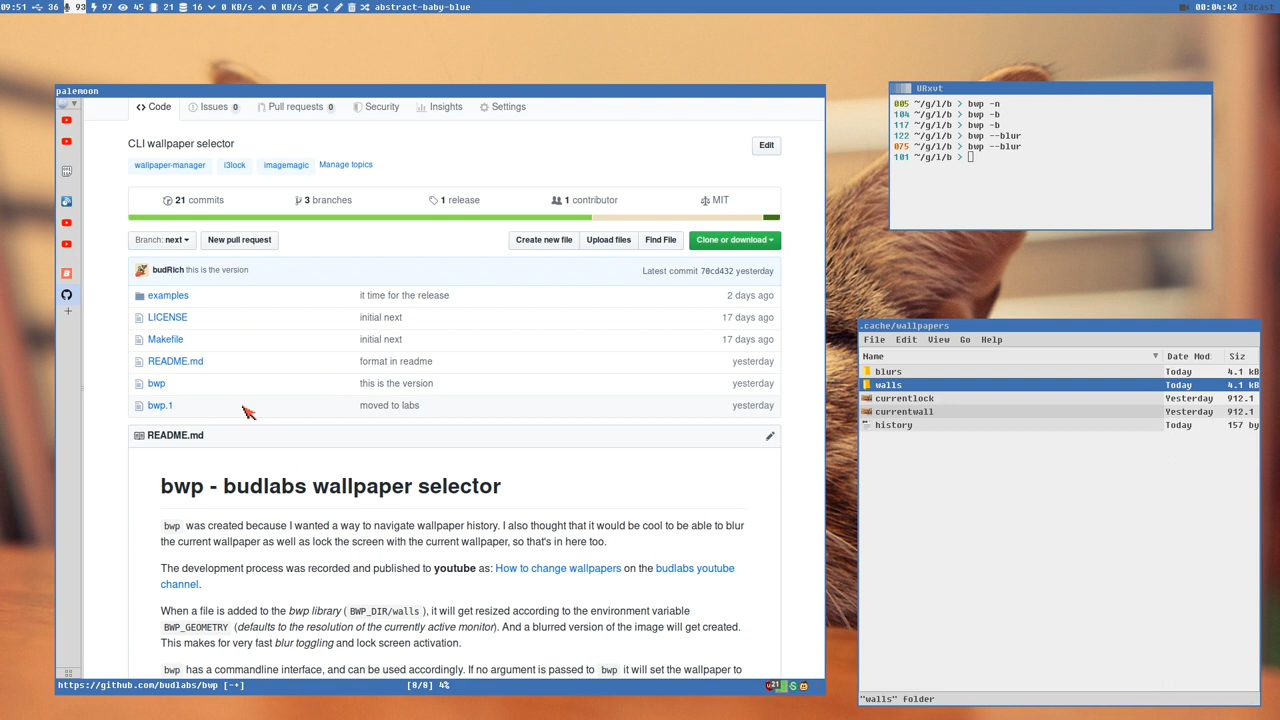 09:51 36 93 97 45 21 16 0 KB/s 0 KB/s abstract-baby-blue 00:04:42 i3cast
palemoon
Code Issues 0 Pull requests 0 Security Insights Settings
CLI wallpaper selector
Edit
wallpaper-manager i3lock imagemagic Manage topics
21 commits 3 branches 1 release 1 contributor MIT
Branch: next New pull request Create new file Upload files Find File Clone or download
budRich this is the version Latest commit 70cd432 yesterday
examples it time for the release 2 days ago
LICENSE initial next 17 days ago
Makefile initial next 17 days ago
README.md format in readme yesterday
bwp this is the version yesterday
bwp.1 moved to labs yesterday
README.md
bwp - budlabs wallpaper selector
bwp was created because I wanted a way to navigate wallpaper history. I also thought that it would be cool to be able to blur
the current wallpaper as well as lock the screen with the current wallpaper, so that's in here too.
The development process was recorded and published to youtube as: How to change wallpapers on the budlabs youtube
channel.
When a file is added to the bwp library ( BWP_DIR/walls ), it will get resized according to the environment variable
BWP_GEOMETRY (defaults to the resolution of the currently active monitor). And a blurred version of the image will get created.
This makes for very fast blur toggling and lock screen activation.
bwp has a commandline interface, and can be used accordingly. If no argument is passed to bwp it will set the wallpaper to
https://github.com/budlabs/bwp [-+] [8/8] 4% 21 S
URxvt
005 ~/g/l/b > bwp -n
104 ~/g/l/b > bwp -b
117 ~/g/l/b > bwp -b
122 ~/g/l/b > bwp --blur
075 ~/g/l/b > bwp --blur
101 ~/g/l/b >
.cache/wallpapers
File Edit View Go Help
Name Date Mod Siz
blurs Today 4.1 kB
walls Today 4.1 kB
currentlock Yesterday 912.1
currentwall Yesterday 912.1
history Today 157 by
"walls" folder